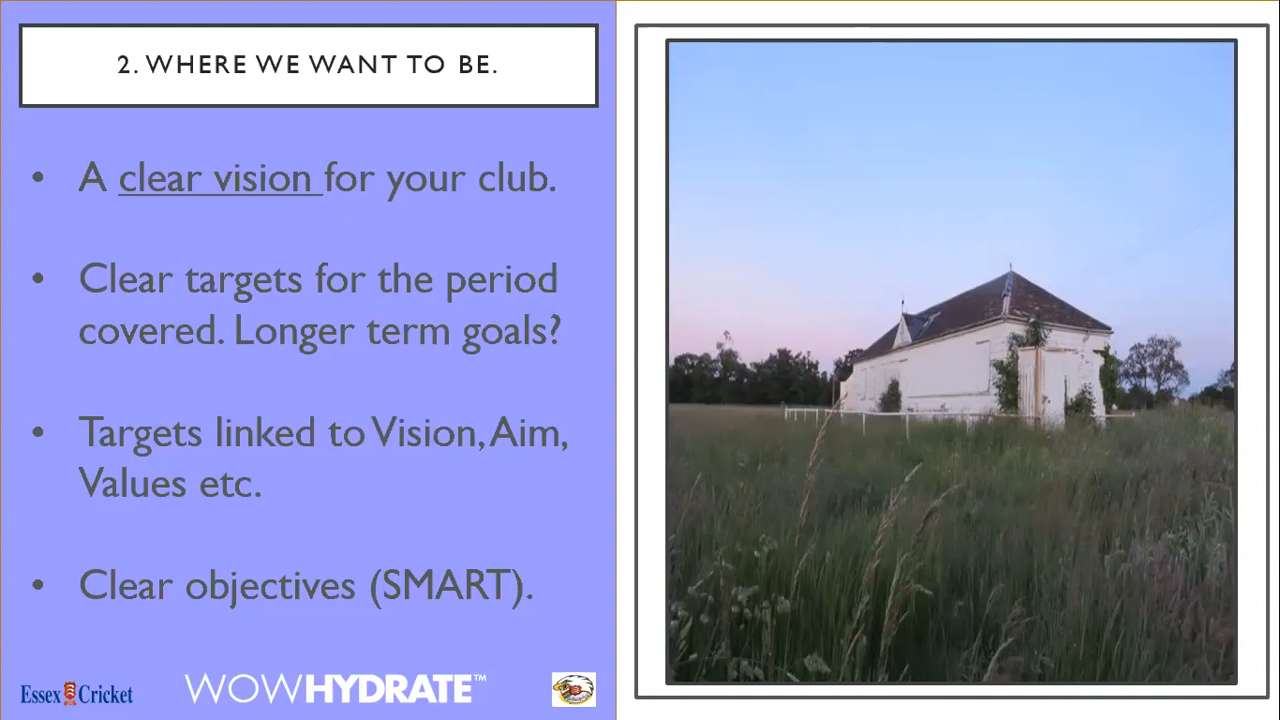 2. WHERE WE WANT TO BE.
• A clear vision for your club.
• Clear targets for the period
covered. Longer term goals?
• Targets linked to Vision, Aim,
Values etc.
• Clear objectives (SMART).
Essex Cricket
WOWHYDRATE™